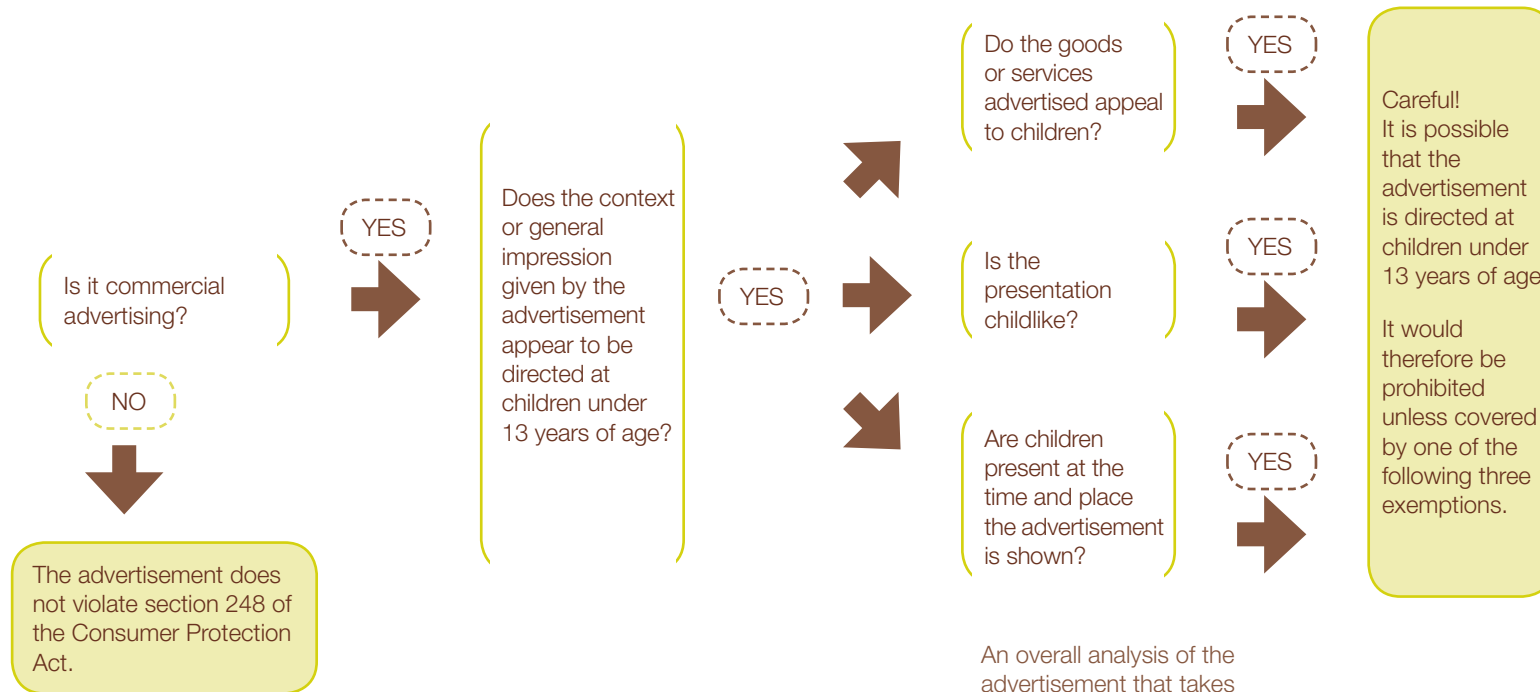 Is it commercial
advertising?
NO
The advertisement does
not violate section 248 of
the Consumer Protection
Act.
YES
Does the context
or general
impression
given by the
advertisement
appear to be
directed at
children under
13 years of age?
YES
Do the goods
or services
advertised appeal
to children?
YES
Is the
presentation
childlike?
YES
Are children
present at the
time and place
the advertisement
is shown?
YES
Careful!
It is possible
that the
advertisement
is directed at
children under
13 years of age
It would
therefore be
prohibited
unless covered
by one of the
following three
exemptions.
An overall analysis of the
advertisement that takes